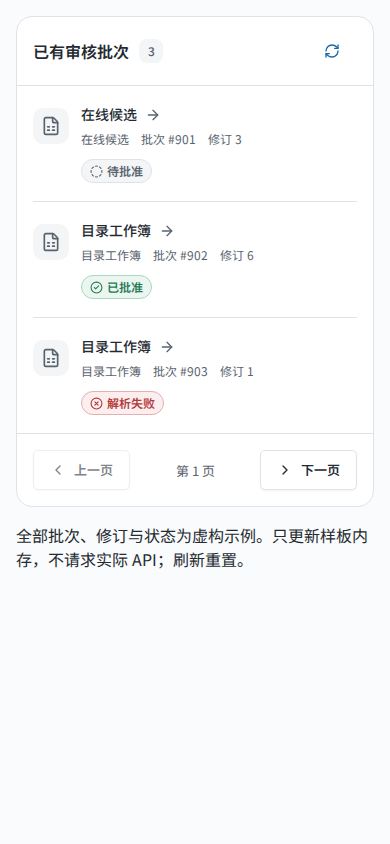 已有审核批次 3
在线候选
在线候选 批次 #901 修订 3
待批准
目录工作簿
目录工作簿 批次 #902 修订 6
已批准
目录工作簿
目录工作簿 批次 #903 修订 1
解析失败
上一页 第 1 页 下一页
全部批次、修订与状态为虚构示例。只更新样板内
存，不请求实际 API；刷新重置。